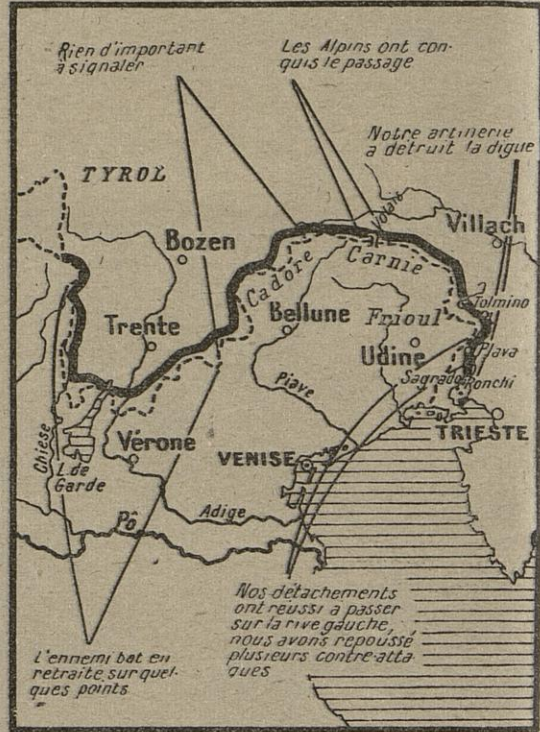 Rien d'important
à signaler
Les Alpins ont con-
quis le passage
Notre artillerie
a détruit la digue
TYROL
Volaïa
Villach
Bozen
Cadore
Carnie
Tolmino
Trente
Bellune
Frioul
Udine
Plava
Sagrado
Ronchi
Piave
Chiese
L. de
Garde
Vérone
VENISE
TRIESTE
Adige
Pô
Nos détachements
ont réussi a passer
sur la rive gauche,
nous avons repoussé
plusieurs contre-atta-
ques
L'ennemi bat en
retraite sur quel-
ques points